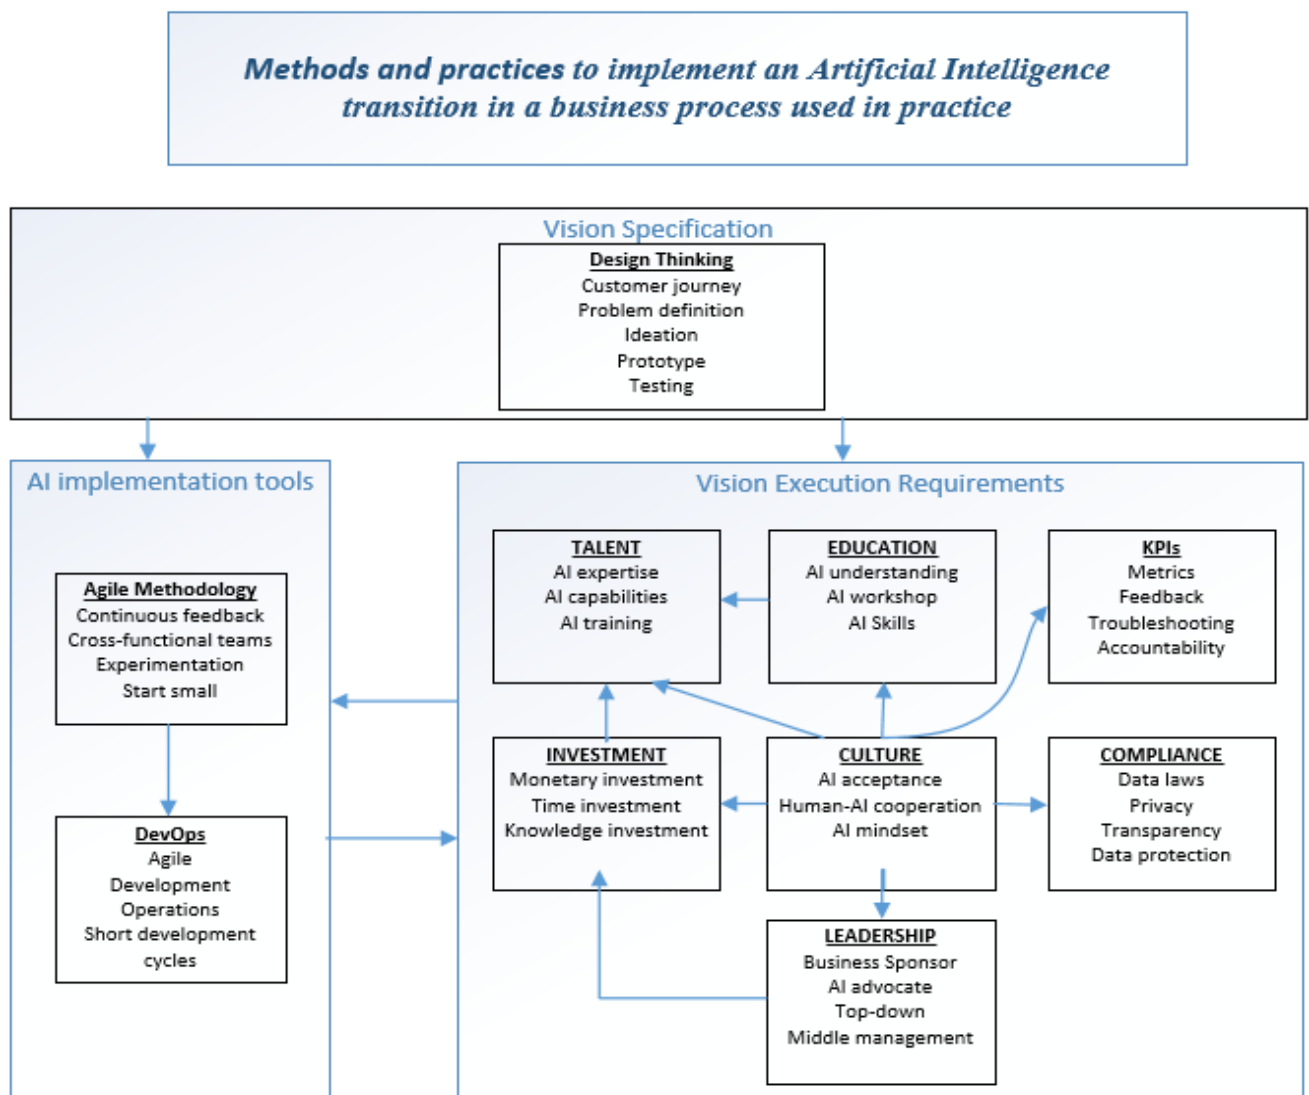 Methods and practices to implement an Artificial Intelligence
transition in a business process used in practice
Vision Specification
Design Thinking
Customer journey
Problem definition
Ideation
Prototype
Testing
AI implementation tools
Agile Methodology
Continuous feedback
Cross-functional teams
Experimentation
Start small
DevOps
Agile
Development
Operations
Short development
cycles
Vision Execution Requirements
TALENT
AI expertise
AI capabilities
AI training
EDUCATION
AI understanding
AI workshop
AI Skills
KPIs
Metrics
Feedback
Troubleshooting
Accountability
INVESTMENT
Monetary investment
Time investment
Knowledge investment
CULTURE
AI acceptance
Human-AI cooperation
AI mindset
COMPLIANCE
Data laws
Privacy
Transparency
Data protection
LEADERSHIP
Business Sponsor
AI advocate
Top-down
Middle management